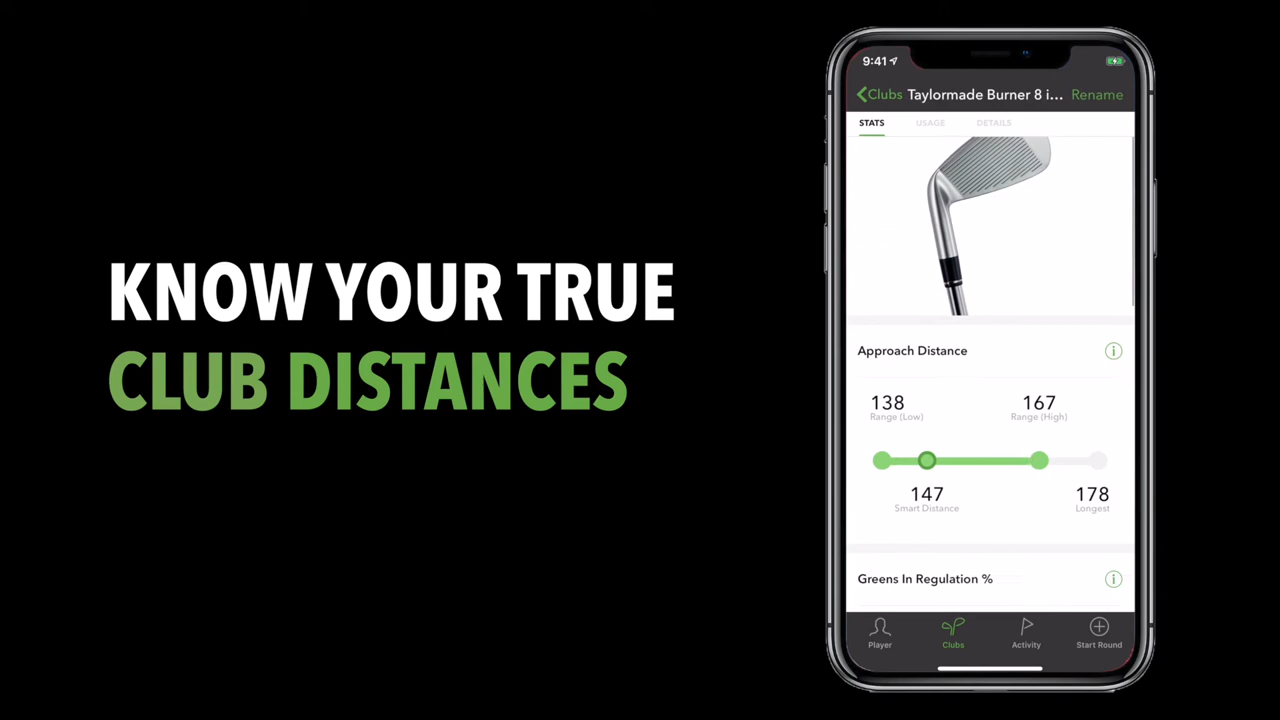 KNOW YOUR TRUE
CLUB DISTANCES
9:41
Clubs Taylormade Burner 8 i... Rename
STATS USAGE DETAILS
Approach Distance
138 167
Range (Low) Range (High)
147 178
Smart Distance Longest
Greens In Regulation %
Player Clubs Activity Start Round